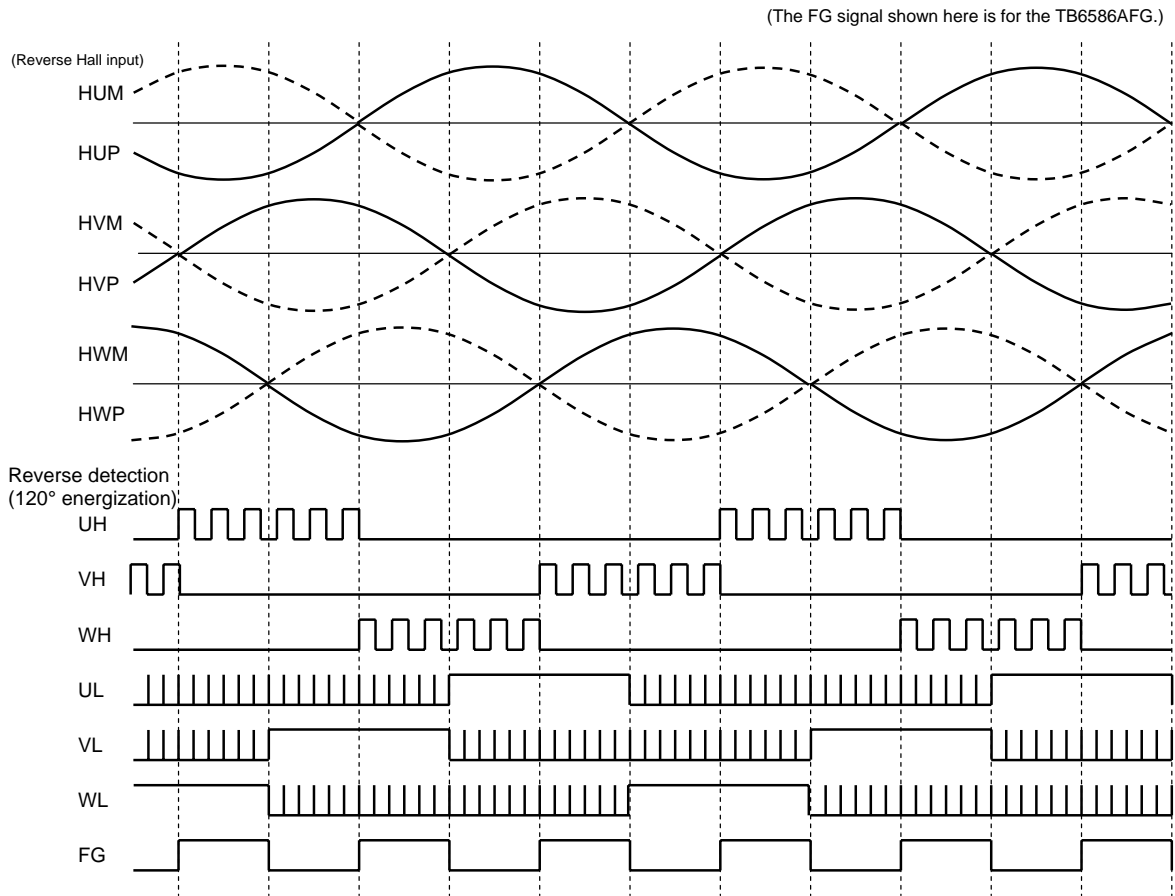 (The FG signal shown here is for the TB6586AFG.)
(Reverse Hall input)
HUM
HUP
HVM
HVP
HWM
HWP
Reverse detection
(120° energization)
UH
VH
WH
UL
VL
WL
FG